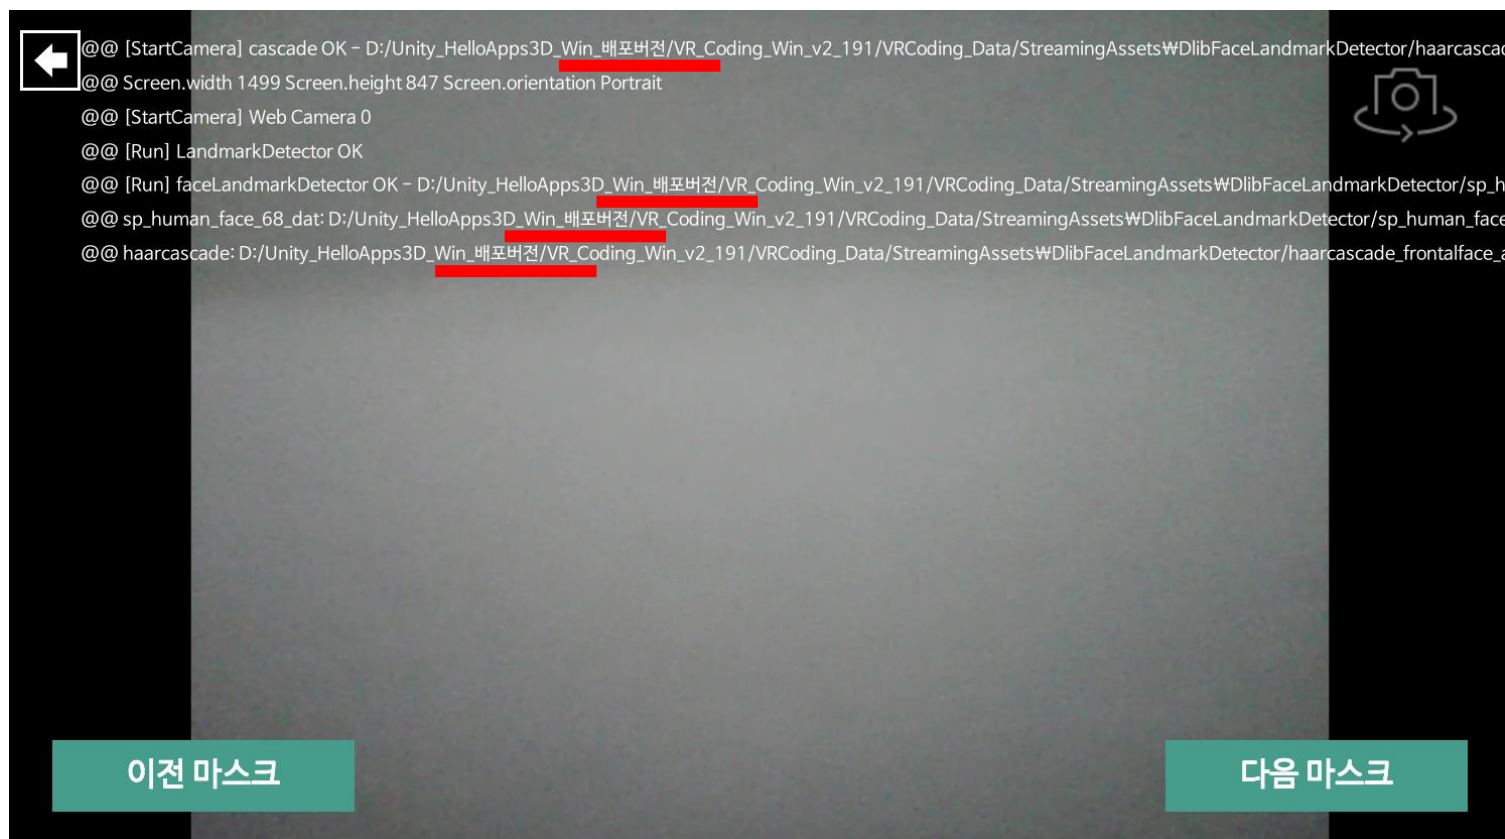 @@ [StartCamera] cascade OK - D:/Unity_HelloApps3D_Win_배포버전/VR_Coding_Win_v2_191/VRCoding_Data/StreamingAssets₩DlibFaceLandmarkDetector/haarcascad
@@ Screen.width 1499 Screen.height 847 Screen.orientation Portrait
@@ [StartCamera] Web Camera 0
@@ [Run] LandmarkDetector OK
@@ [Run] faceLandmarkDetector OK - D:/Unity_HelloApps3D_Win_배포버전/VR_Coding_Win_v2_191/VRCoding_Data/StreamingAssets₩DlibFaceLandmarkDetector/sp_h
@@ sp_human_face_68_dat: D:/Unity_HelloApps3D_Win_배포버전/VR_Coding_Win_v2_191/VRCoding_Data/StreamingAssets₩DlibFaceLandmarkDetector/sp_human_face
@@ haarcascade: D:/Unity_HelloApps3D_Win_배포버전/VR_Coding_Win_v2_191/VRCoding_Data/StreamingAssets₩DlibFaceLandmarkDetector/haarcascade_frontalface_a
이전 마스크
다음 마스크